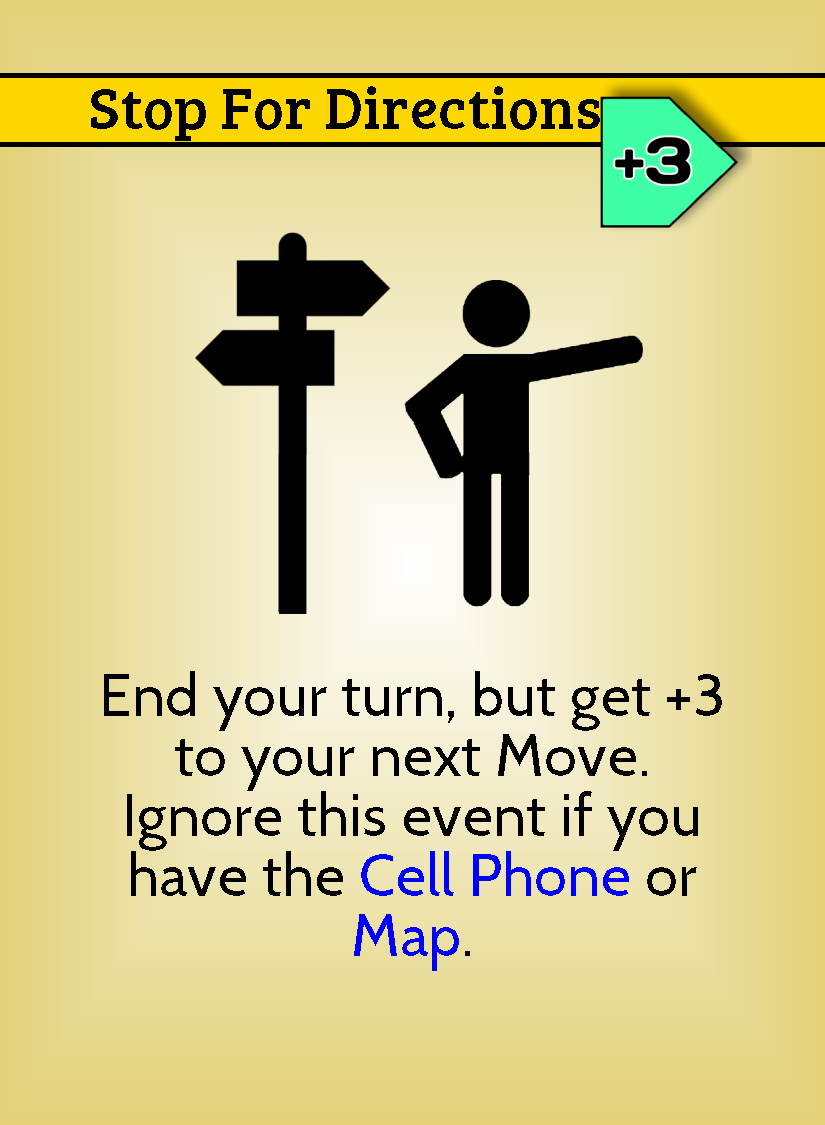 Stop For Directions
+3
End your turn, but get +3
to your next Move.
Ignore this event if you
have the Cell Phone or
Map.